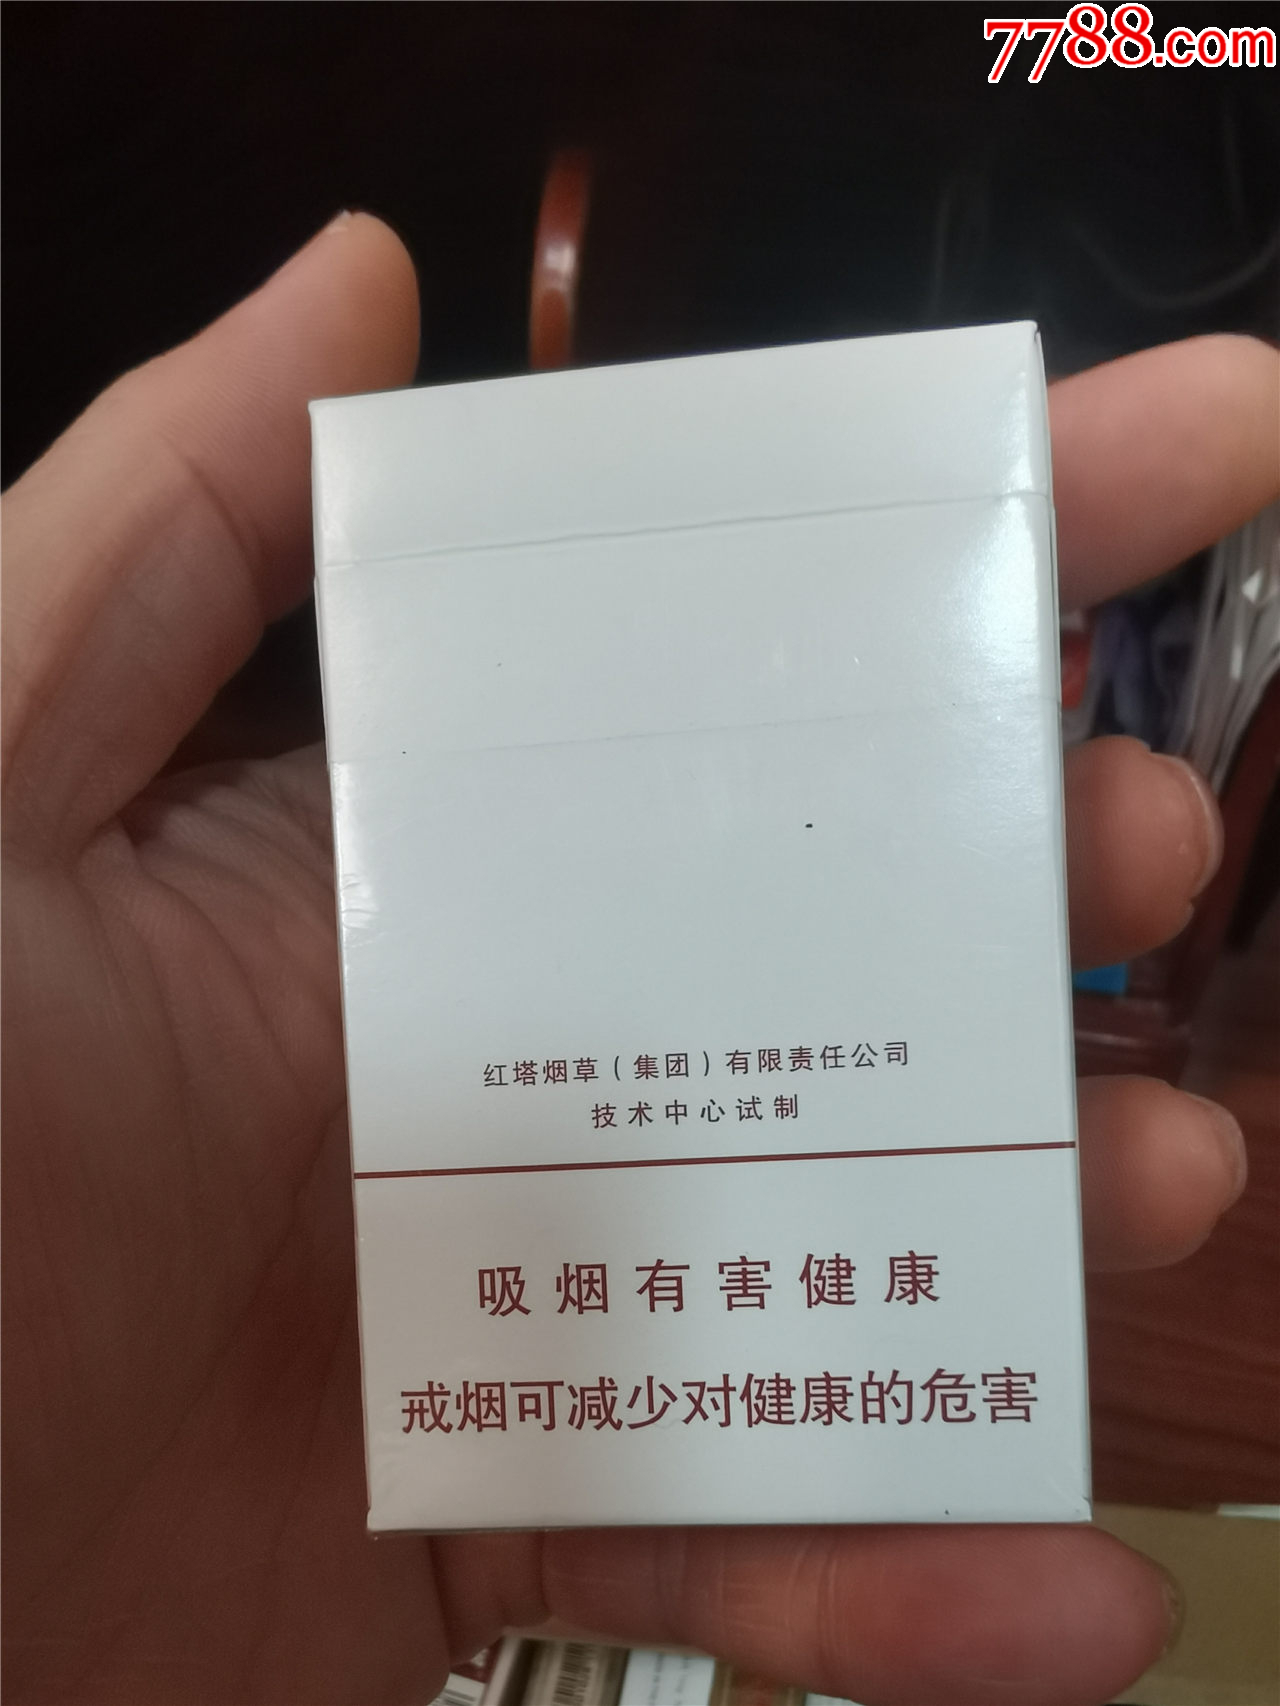 7788.com
红塔烟草(集团)有限责任公司
技术中心试制
吸烟有害健康
戒烟可减少对健康的危害